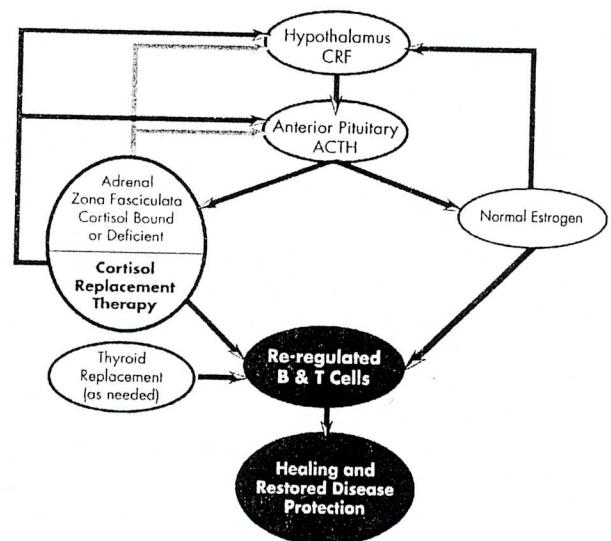 Hypothalamus
CRF
Anterior Pituitary
ACTH
Adrenal
Zona Fasciculata
Cortisol Bound
or Deficient
Cortisol
Replacement
Therapy
Normal Estrogen
Thyroid
Replacement
(as needed)
Re-regulated
B & T Cells
Healing and
Restored Disease
Protection